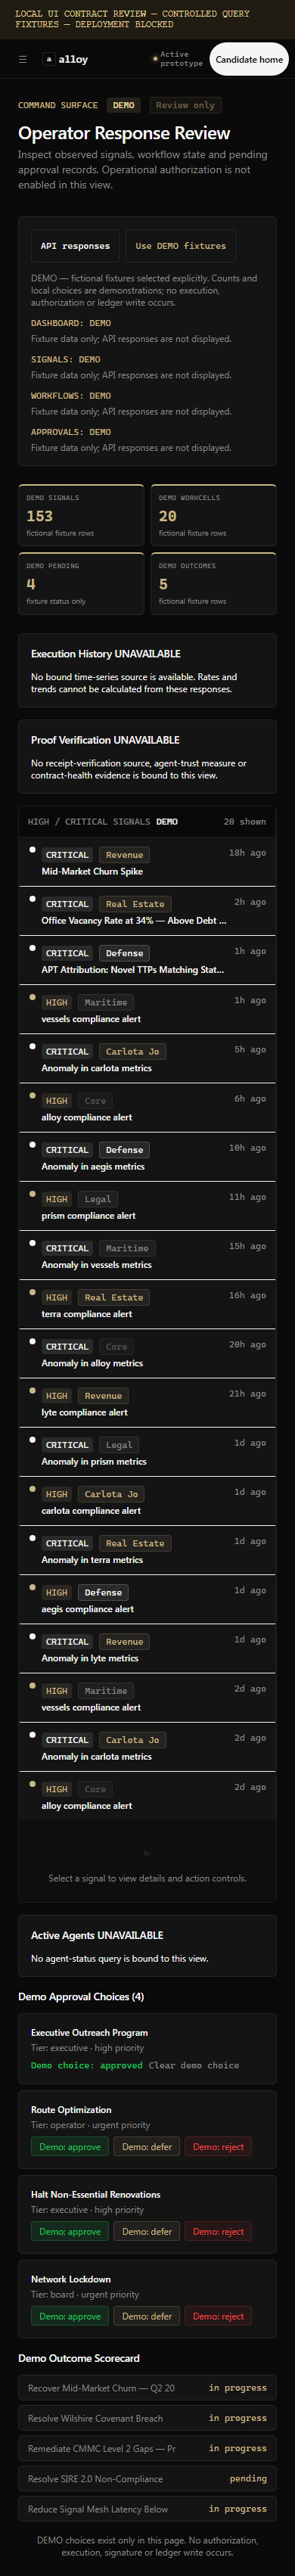 LOCAL UI CONTRACT REVIEW — CONTROLLED QUERY
FIXTURES — DEPLOYMENT BLOCKED
a
a11oy
Active
prototype
Candidate home
COMMAND SURFACE DEMO Review only
Operator Response Review
Inspect observed signals, workflow state and pending
approval records. Operational authorization is not
enabled in this view.
API responses
Use DEMO fixtures
DEMO — fictional fixtures selected explicitly. Counts and
local choices are demonstrations; no execution,
authorization or ledger write occurs.
DASHBOARD: DEMO
Fixture data only; API responses are not displayed.
SIGNALS: DEMO
Fixture data only; API responses are not displayed.
WORKFLOWS: DEMO
Fixture data only; API responses are not displayed.
APPROVALS: DEMO
Fixture data only; API responses are not displayed.
DEMO SIGNALS
153
fictional fixture rows
DEMO WORKCELLS
20
fictional fixture rows
DEMO PENDING
4
fixture status only
DEMO OUTCOMES
5
fictional fixture rows
Execution History UNAVAILABLE
No bound time-series source is available. Rates and
trends cannot be calculated from these responses.
Proof Verification UNAVAILABLE
No receipt-verification source, agent-trust measure or
contract-health evidence is bound to this view.
HIGH / CRITICAL SIGNALS DEMO 20 shown
CRITICAL Revenue 18h ago
Mid-Market Churn Spike
CRITICAL Real Estate 2h ago
Office Vacancy Rate at 34% — Above Debt ...
CRITICAL Defense 1h ago
APT Attribution: Novel TTPs Matching Stat...
HIGH Maritime 1h ago
vessels compliance alert
CRITICAL Carlota Jo 5h ago
Anomaly in carlota metrics
HIGH Core 6h ago
alloy compliance alert
CRITICAL Defense 10h ago
Anomaly in aegis metrics
HIGH Legal 11h ago
prism compliance alert
CRITICAL Maritime 15h ago
Anomaly in vessels metrics
HIGH Real Estate 16h ago
terra compliance alert
CRITICAL Core 20h ago
Anomaly in alloy metrics
HIGH Revenue 21h ago
lyte compliance alert
CRITICAL Legal 1d ago
Anomaly in prism metrics
HIGH Carlota Jo 1d ago
carlota compliance alert
CRITICAL Real Estate 1d ago
Anomaly in terra metrics
HIGH Defense 1d ago
aegis compliance alert
CRITICAL Revenue 1d ago
Anomaly in lyte metrics
HIGH Maritime 2d ago
vessels compliance alert
CRITICAL Carlota Jo 2d ago
Anomaly in carlota metrics
HIGH Core 2d ago
alloy compliance alert
Select a signal to view details and action controls.
Active Agents UNAVAILABLE
No agent-status query is bound to this view.
Demo Approval Choices (4)
Executive Outreach Program
Tier: executive · high priority
Demo choice: approved Clear demo choice
Route Optimization
Tier: operator · urgent priority
Demo: approve Demo: defer Demo: reject
Halt Non-Essential Renovations
Tier: executive · high priority
Demo: approve Demo: defer Demo: reject
Network Lockdown
Tier: board · urgent priority
Demo: approve Demo: defer Demo: reject
Demo Outcome Scorecard
Recover Mid-Market Churn — Q2 20 in progress
Resolve Wilshire Covenant Breach in progress
Remediate CMMC Level 2 Gaps — Pr in progress
Resolve SIRE 2.0 Non-Compliance pending
Reduce Signal Mesh Latency Below in progress
DEMO choices exist only in this page. No authorization,
execution, signature or ledger write occurs.